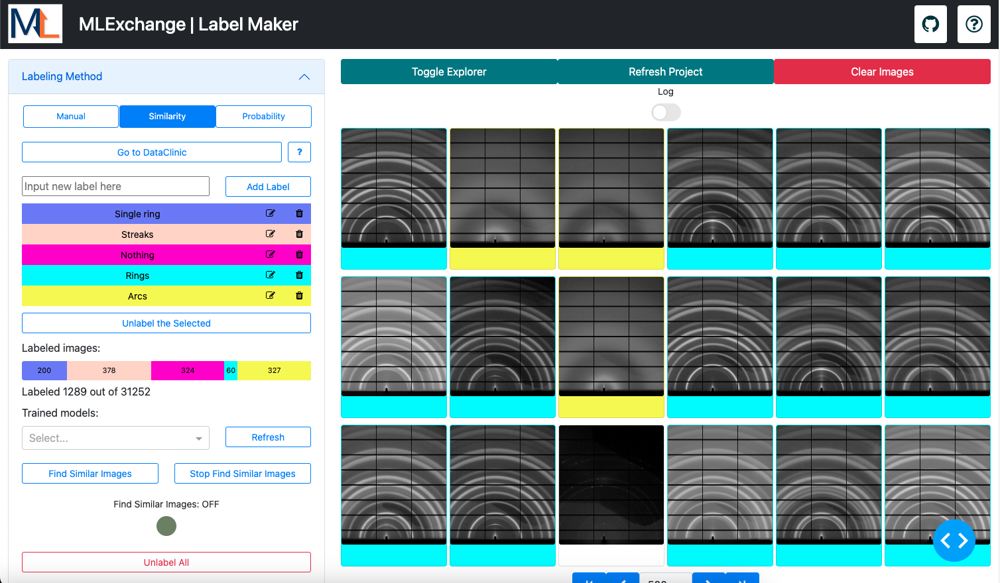 ML
MLExchange | Label Maker
Labeling Method
Manual
Similarity
Probability
Go to DataClinic
?
Input new label here
Add Label
Single ring
Streaks
Nothing
Rings
Arcs
Unlabel the Selected
Labeled images:
200
378
324
60
327
Labeled 1289 out of 31252
Trained models:
Select...
Refresh
Find Similar Images
Stop Find Similar Images
Find Similar Images: OFF
Unlabel All
Toggle Explorer
Refresh Project
Clear Images
Log